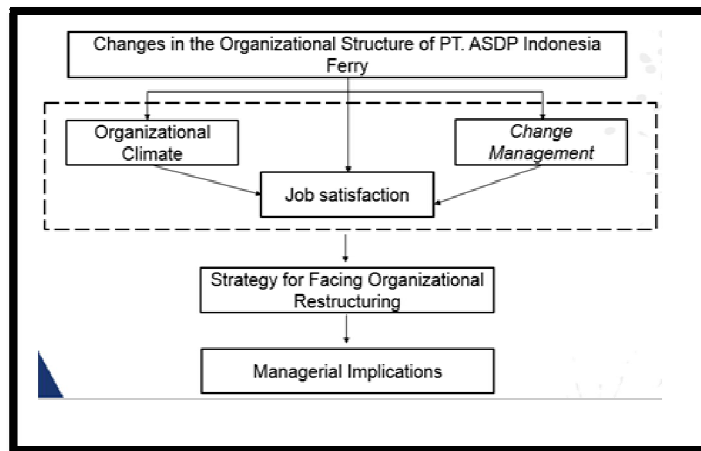 Changes in the Organizational Structure of PT. ASDP Indonesia
Ferry
Organizational
Climate
Change
Management
Job satisfaction
Strategy for Facing Organizational
Restructuring
Managerial Implications